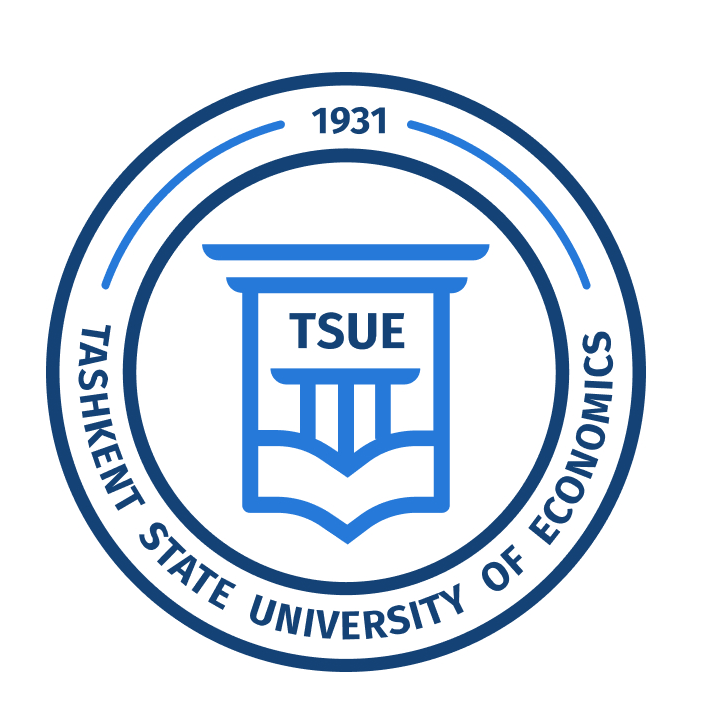 1931
TSUE
TASHKENT STATE UNIVERSITY OF ECONOMICS